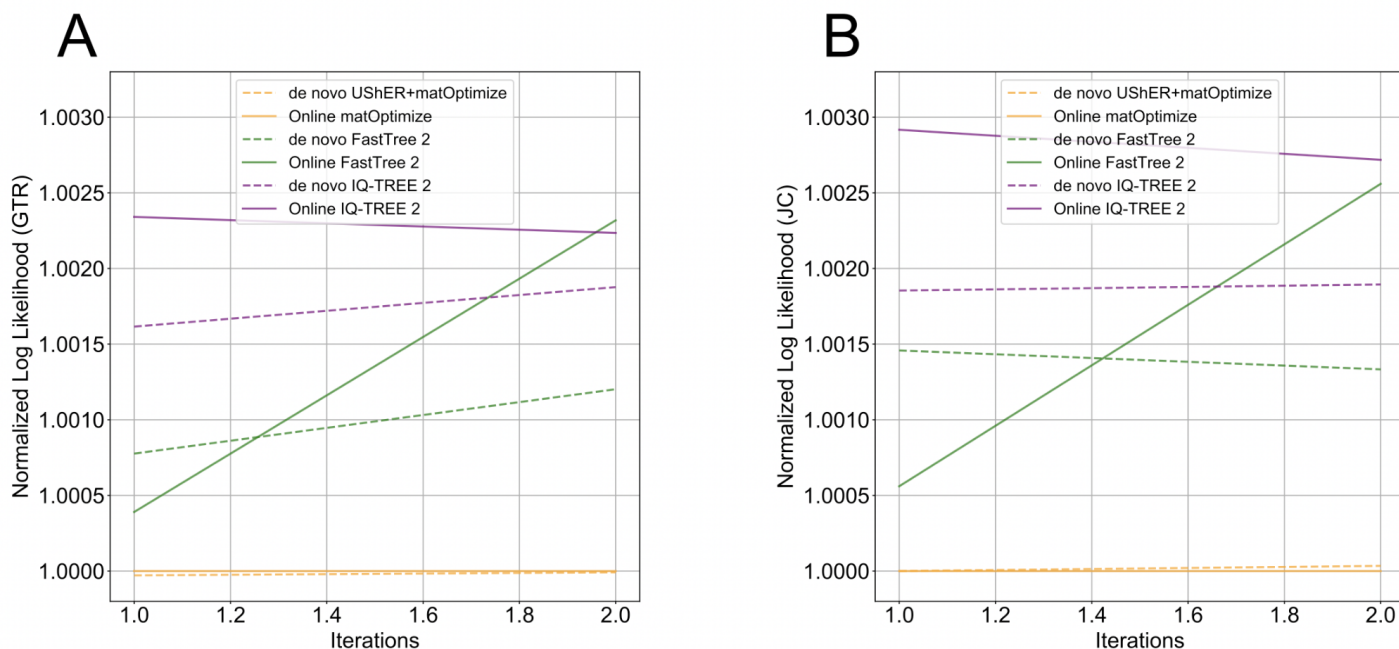 A
Normalized Log Likelihood (GTR)
1.0030
1.0025
1.0020
1.0015
1.0010
1.0005
1.0000
de novo UShER+matOptimize
Online matOptimize
de novo FastTree 2
Online FastTree 2
de novo IQ-TREE 2
Online IQ-TREE 2
1.0 1.2 1.4 1.6 1.8 2.0
Iterations
B
Normalized Log Likelihood (JC)
1.0030
1.0025
1.0020
1.0015
1.0010
1.0005
1.0000
de novo UShER+matOptimize
Online matOptimize
de novo FastTree 2
Online FastTree 2
de novo IQ-TREE 2
Online IQ-TREE 2
1.0 1.2 1.4 1.6 1.8 2.0
Iterations